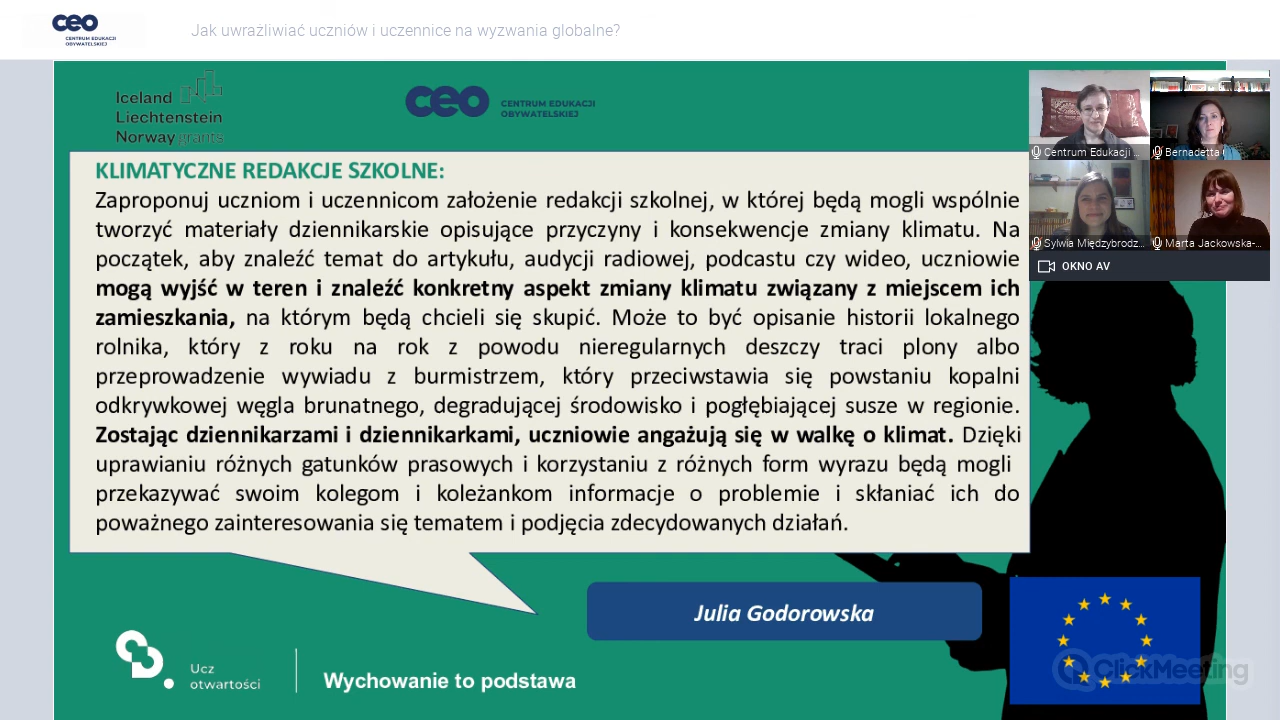 ceo
CENTRUM EDUKACJI
OBYWATELSKIEJ
Jak uwrażliwiać uczniów i uczennice na wyzwania globalne?
Iceland
Liechtenstein
Norway grants
ceo
CENTRUM EDUKACJI
OBYWATELSKIEJ
Centrum Edukacji ...
Bernadetta
Sylwia Międzybrodz...
Marta Jackowska-...
OKNO AV
KLIMATYCZNE REDAKCJE SZKOLNE:
Zaproponuj uczniom i uczennicom założenie redakcji szkolnej, w której będą mogli wspólnie
tworzyć materiały dziennikarskie opisujące przyczyny i konsekwencje zmiany klimatu. Na
początek, aby znaleźć temat do artykułu, audycji radiowej, podcastu czy wideo, uczniowie
mogą wyjść w teren i znaleźć konkretny aspekt zmiany klimatu związany z miejscem ich
zamieszkania, na którym będą chcieli się skupić. Może to być opisanie historii lokalnego
rolnika, który z roku na rok z powodu nieregularnych deszczy traci plony albo
przeprowadzenie wywiadu z burmistrzem, który przeciwstawia się powstaniu kopalni
odkrywkowej węgla brunatnego, degradującej środowisko i pogłębiającej susze w regionie.
Zostając dziennikarzami i dziennikarkami, uczniowie angażują się w walkę o klimat. Dzięki
uprawianiu różnych gatunków prasowych i korzystaniu z różnych form wyrazu będą mogli
przekazywać swoim kolegom i koleżankom informacje o problemie i skłaniać ich do
poważnego zainteresowania się tematem i podjęcia zdecydowanych działań.
Julia Godorowska
Ucz
otwartości
Wychowanie to podstawa
ClickMeeting